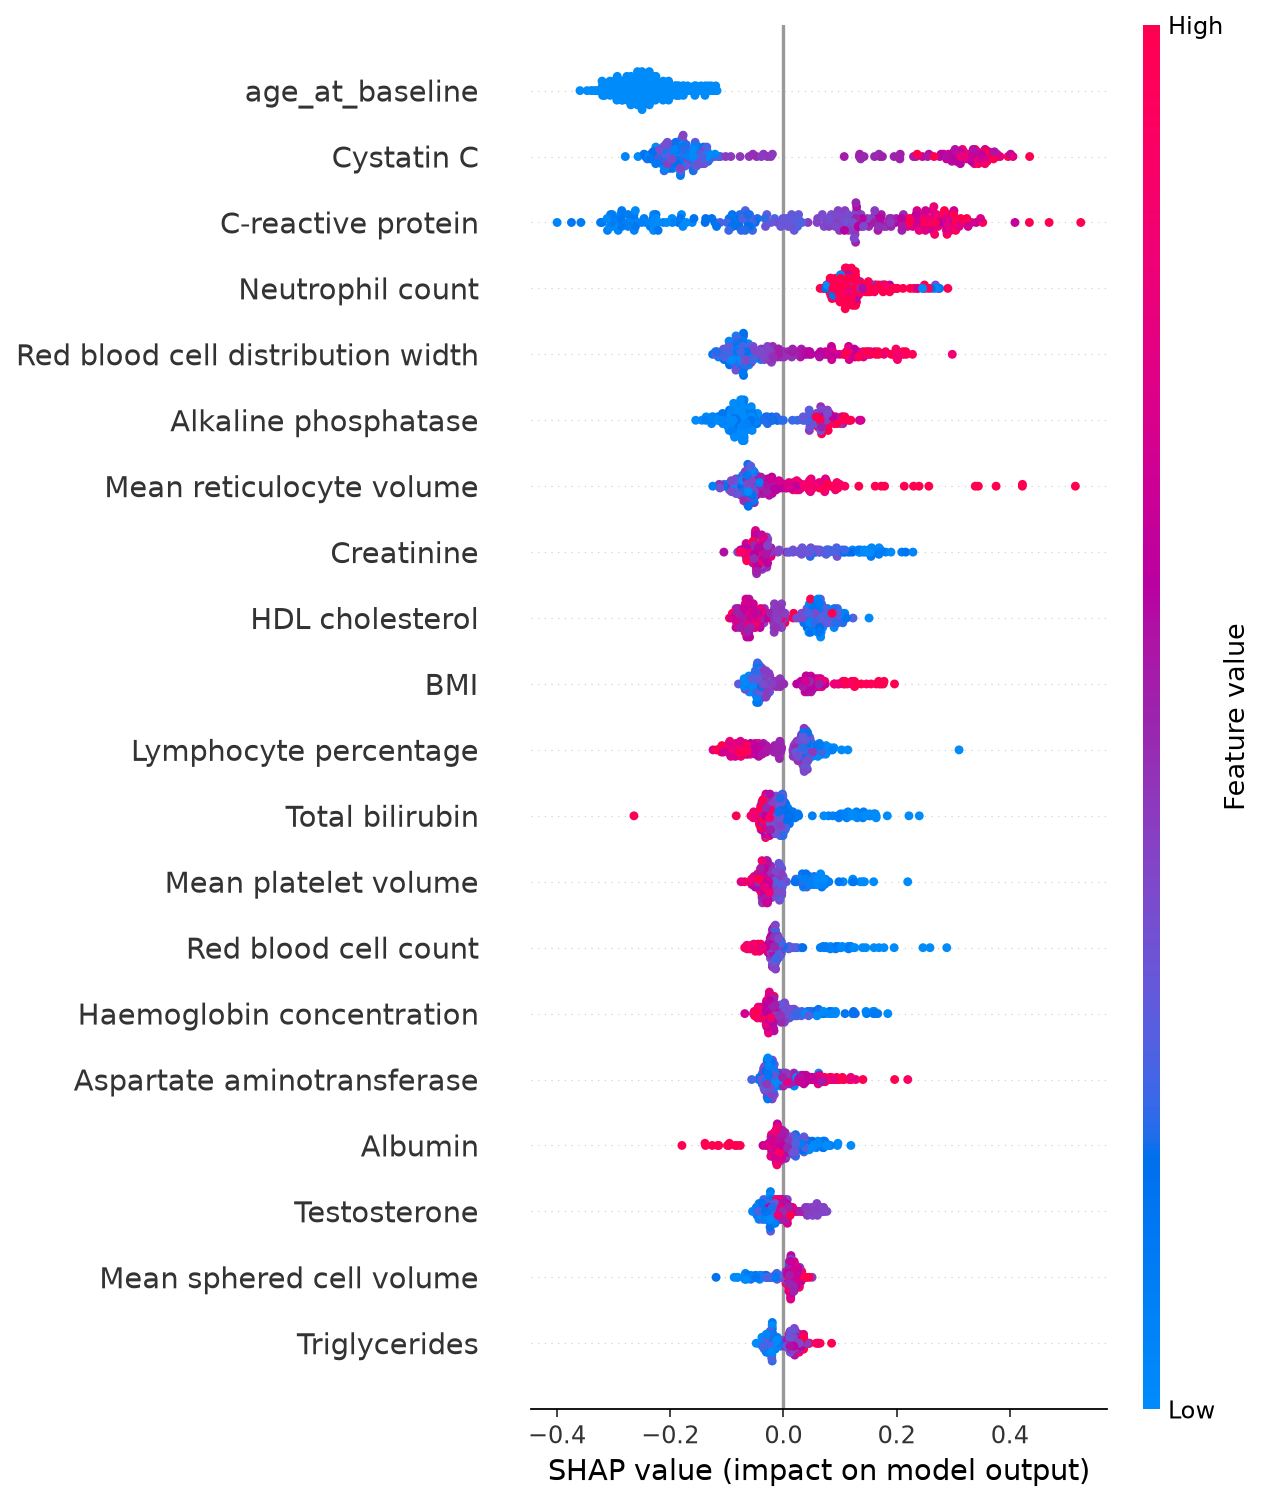 High
age_at_baseline
Cystatin C
C-reactive protein
Neutrophil count
Red blood cell distribution width
Alkaline phosphatase
Mean reticulocyte volume
Creatinine
HDL cholesterol
BMI
Lymphocyte percentage
Total bilirubin
Mean platelet volume
Red blood cell count
Haemoglobin concentration
Aspartate aminotransferase
Albumin
Testosterone
Mean sphered cell volume
Triglycerides
Feature value
Low
−0.4 −0.2 0.0 0.2 0.4
SHAP value (impact on model output)